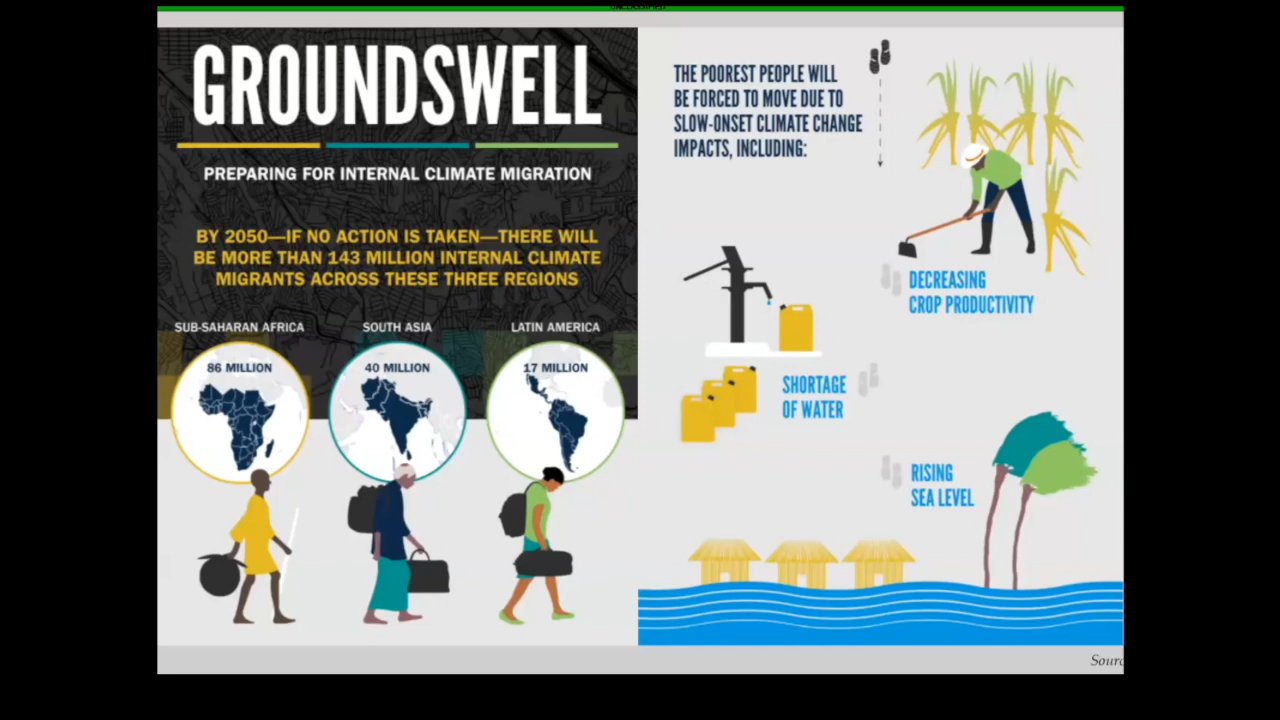 UNCLASSIFIED
GROUNDSWELL
PREPARING FOR INTERNAL CLIMATE MIGRATION
BY 2050—IF NO ACTION IS TAKEN—THERE WILL
BE MORE THAN 143 MILLION INTERNAL CLIMATE
MIGRANTS ACROSS THESE THREE REGIONS
SUB-SAHARAN AFRICA
86 MILLION
SOUTH ASIA
40 MILLION
LATIN AMERICA
17 MILLION
THE POOREST PEOPLE WILL
BE FORCED TO MOVE DUE TO
SLOW-ONSET CLIMATE CHANGE
IMPACTS, INCLUDING:
DECREASING
CROP PRODUCTIVITY
SHORTAGE
OF WATER
RISING
SEA LEVEL